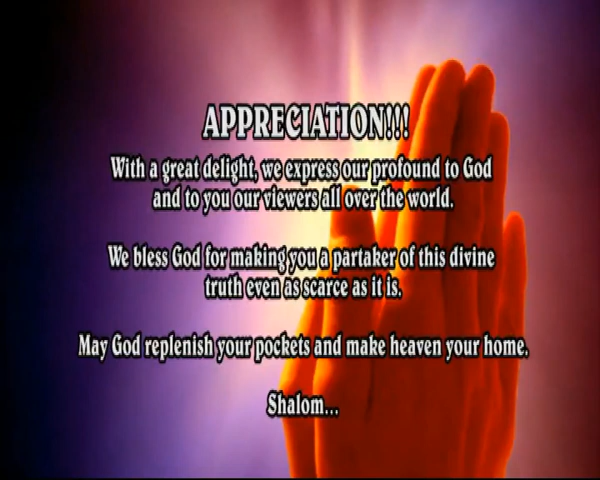 APPRECIATION!!!
With a great delight, we express our profound to God
and to you our viewers all over the world.
We bless God for making you a partaker of this divine
truth even as scarce as it is.
May God replenish your pockets and make heaven your home.
Shalom...